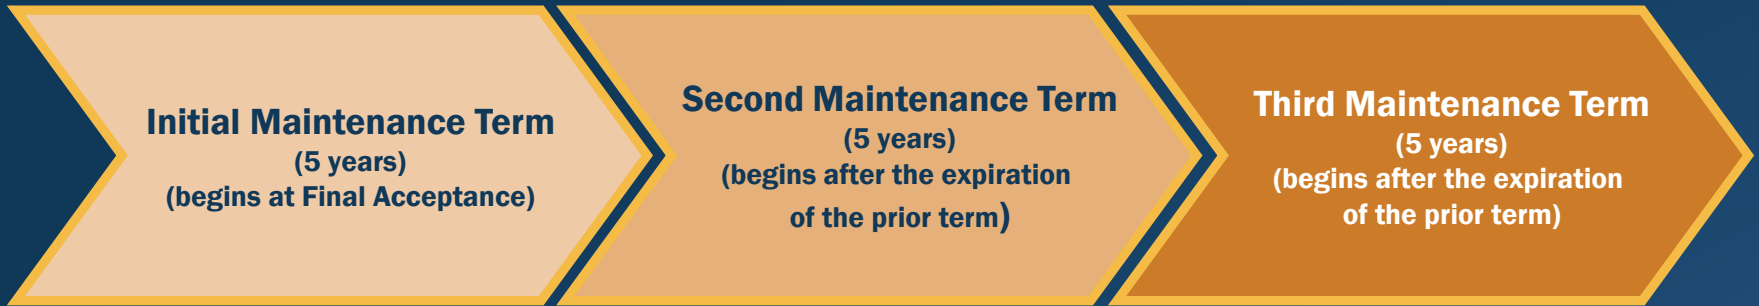 Initial Maintenance Term
(5 years)
(begins at Final Acceptance)
Second Maintenance Term
(5 years)
(begins after the expiration
of the prior term)
Third Maintenance Term
(5 years)
(begins after the expiration
of the prior term)